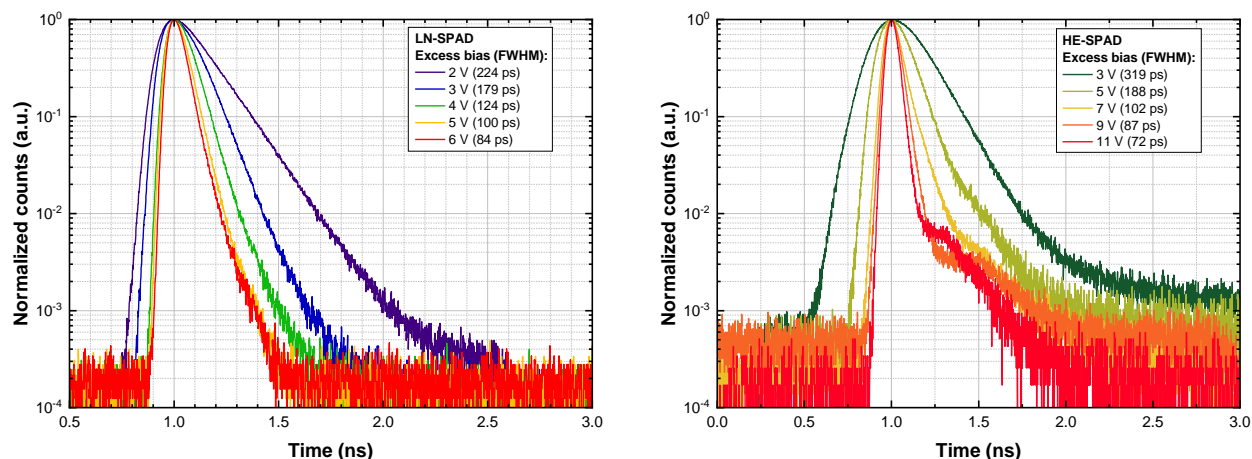 LN-SPAD
Excess bias (FWHM):
2 V (224 ps)
3 V (179 ps)
4 V (124 ps)
5 V (100 ps)
6 V (84 ps)
Normalized counts (a.u.)
10⁰
10⁻¹
10⁻²
10⁻³
10⁻⁴
0.5 1.0 1.5 2.0 2.5 3.0
Time (ns)
HE-SPAD
Excess bias (FWHM):
3 V (319 ps)
5 V (188 ps)
7 V (102 ps)
9 V (87 ps)
11 V (72 ps)
Normalized counts (a.u.)
10⁰
10⁻¹
10⁻²
10⁻³
10⁻⁴
0.0 0.5 1.0 1.5 2.0 2.5 3.0
Time (ns)